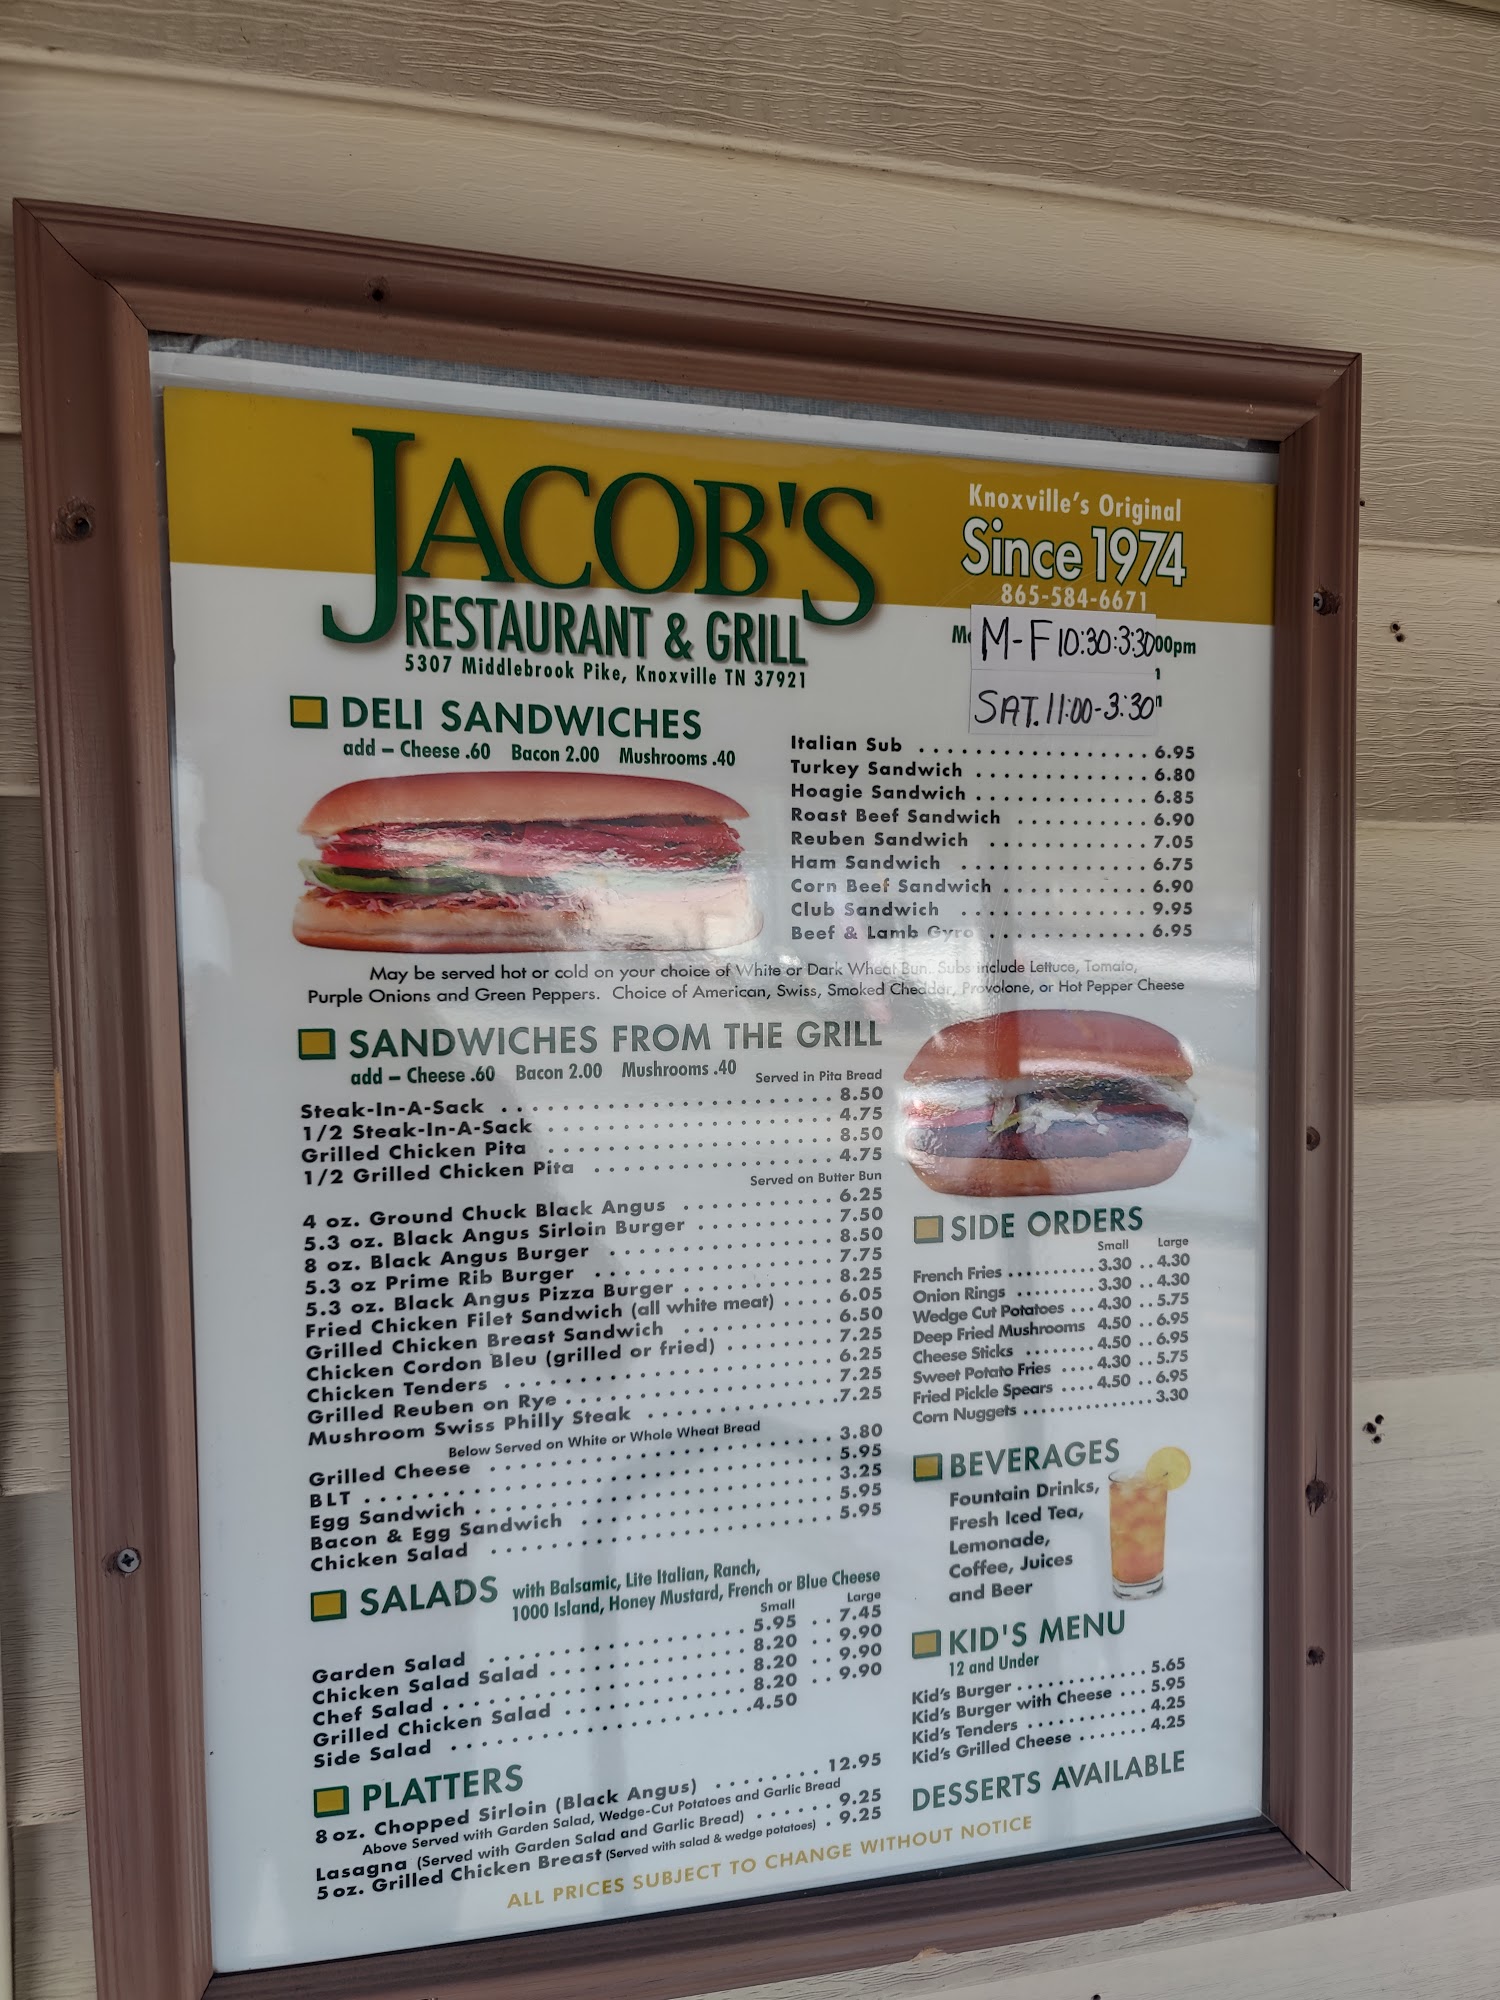 JACOB'S
RESTAURANT & GRILL
5307 Middlebrook Pike, Knoxville TN 37921
Knoxville's Original
Since 1974
865-584-6671
M-F 10:30-3:30 00pm
SAT. 11:00-3:30
DELI SANDWICHES
add – Cheese .60 Bacon 2.00 Mushrooms .40
Italian Sub . . . . . . . . . . . . . . . . . . 6.95
Turkey Sandwich . . . . . . . . . . . . . 6.80
Hoagie Sandwich . . . . . . . . . . . . . 6.85
Roast Beef Sandwich . . . . . . . . . . 6.90
Reuben Sandwich . . . . . . . . . . . . 7.05
Ham Sandwich . . . . . . . . . . . . . . 6.75
Corn Beef Sandwich . . . . . . . . . . . 6.90
Club Sandwich . . . . . . . . . . . . . . 9.95
Beef & Lamb Gyro . . . . . . . . . . . . 6.95
May be served hot or cold on your choice of White or Dark Wheat Bun. Subs include Lettuce, Tomato,
Purple Onions and Green Peppers. Choice of American, Swiss, Smoked Cheddar, Provolone, or Hot Pepper Cheese
SANDWICHES FROM THE GRILL
add – Cheese .60 Bacon 2.00 Mushrooms .40
Served in Pita Bread
Steak-In-A-Sack . . . . . . . . . . . . . . . . . . . . . . . 8.50
1/2 Steak-In-A-Sack . . . . . . . . . . . . . . . . . . . . 4.75
Grilled Chicken Pita . . . . . . . . . . . . . . . . . . . . 8.50
1/2 Grilled Chicken Pita . . . . . . . . . . . . . . . . . 4.75
Served on Butter Bun
4 oz. Ground Chuck Black Angus . . . . . . . . . . . 6.25
5.3 oz. Black Angus Sirloin Burger . . . . . . . . . . 7.50
8 oz. Black Angus Burger . . . . . . . . . . . . . . . . 8.50
5.3 oz Prime Rib Burger . . . . . . . . . . . . . . . . . 7.75
5.3 oz. Black Angus Pizza Burger . . . . . . . . . . . 8.25
Fried Chicken Filet Sandwich (all white meat) . . . . 6.05
Grilled Chicken Breast Sandwich . . . . . . . . . . . . 6.50
Chicken Cordon Bleu (grilled or fried) . . . . . . . . 7.25
Chicken Tenders . . . . . . . . . . . . . . . . . . . . . . 6.25
Grilled Reuben on Rye . . . . . . . . . . . . . . . . . . 7.25
Mushroom Swiss Philly Steak . . . . . . . . . . . . . .7.25
Below Served on White or Whole Wheat Bread
Grilled Cheese . . . . . . . . . . . . . . . . . . . . . . . 3.80
BLT . . . . . . . . . . . . . . . . . . . . . . . . . . . . . . . 5.95
Egg Sandwich . . . . . . . . . . . . . . . . . . . . . . . . 3.25
Bacon & Egg Sandwich . . . . . . . . . . . . . . . . . . 5.95
Chicken Salad . . . . . . . . . . . . . . . . . . . . . . . . 5.95
SALADS with Balsamic, Lite Italian, Ranch,
1000 Island, Honey Mustard, French or Blue Cheese
Small Large
Garden Salad . . . . . . . . . . . . . . . . . . 5.95 . . 7.45
Chicken Salad Salad . . . . . . . . . . . . . 8.20 . . 9.90
Chef Salad . . . . . . . . . . . . . . . . . . . . 8.20 . . 9.90
Grilled Chicken Salad . . . . . . . . . . . . 8.20 . . 9.90
Side Salad . . . . . . . . . . . . . . . . . . . .4.50
PLATTERS
8 oz. Chopped Sirloin (Black Angus) . . . . . . . . 12.95
Above Served with Garden Salad, Wedge-Cut Potatoes and Garlic Bread
Lasagna (Served with Garden Salad and Garlic Bread) . . . . . . 9.25
5 oz. Grilled Chicken Breast (Served with salad & wedge potatoes) . 9.25
SIDE ORDERS
Small Large
French Fries . . . . . . . . . . 3.30 . . 4.30
Onion Rings . . . . . . . . . 3.30 . . 4.30
Wedge Cut Potatoes . . . 4.30 . . 5.75
Deep Fried Mushrooms 4.50 . . 6.95
Cheese Sticks . . . . . . . . 4.50 . . 6.95
Sweet Potato Fries . . . . 4.30 . . 5.75
Fried Pickle Spears . . . . . 4.50 . . 6.95
Corn Nuggets . . . . . . . . . . . . . . . 3.30
BEVERAGES
Fountain Drinks,
Fresh Iced Tea,
Lemonade,
Coffee, Juices
and Beer
KID'S MENU
12 and Under
Kid's Burger . . . . . . . . . . . 5.65
Kid's Burger with Cheese . . . 5.95
Kid's Tenders . . . . . . . . . . 4.25
Kid's Grilled Cheese . . . . . . . 4.25
DESSERTS AVAILABLE
ALL PRICES SUBJECT TO CHANGE WITHOUT NOTICE